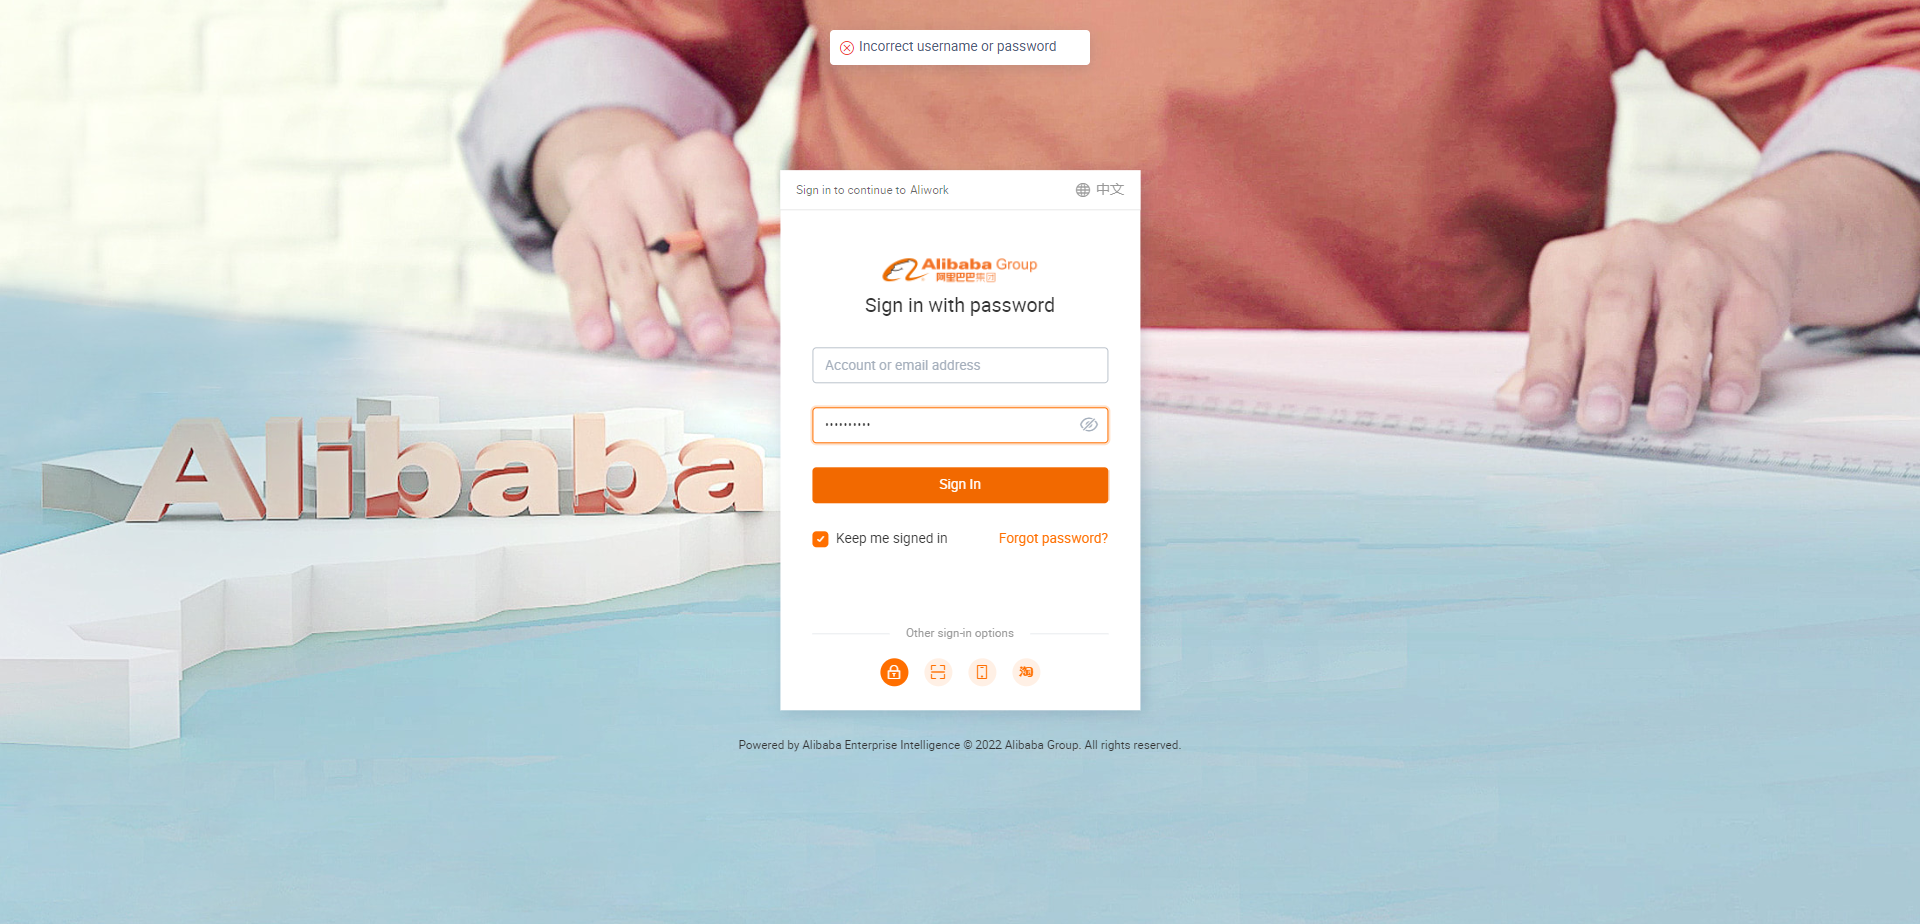 Incorrect username or password
Sign in to continue to Aliwork
中文
Alibaba Group
阿里巴巴集团
Sign in with password
Account or email address
••••••••••
Sign In
Keep me signed in
Forgot password?
Alibaba
Other sign-in options
淘
Powered by Alibaba Enterprise Intelligence © 2022 Alibaba Group. All rights reserved.